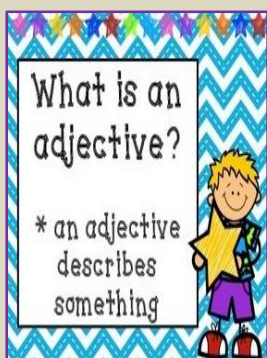 What is an
adjective?
* an adjective
describes
something